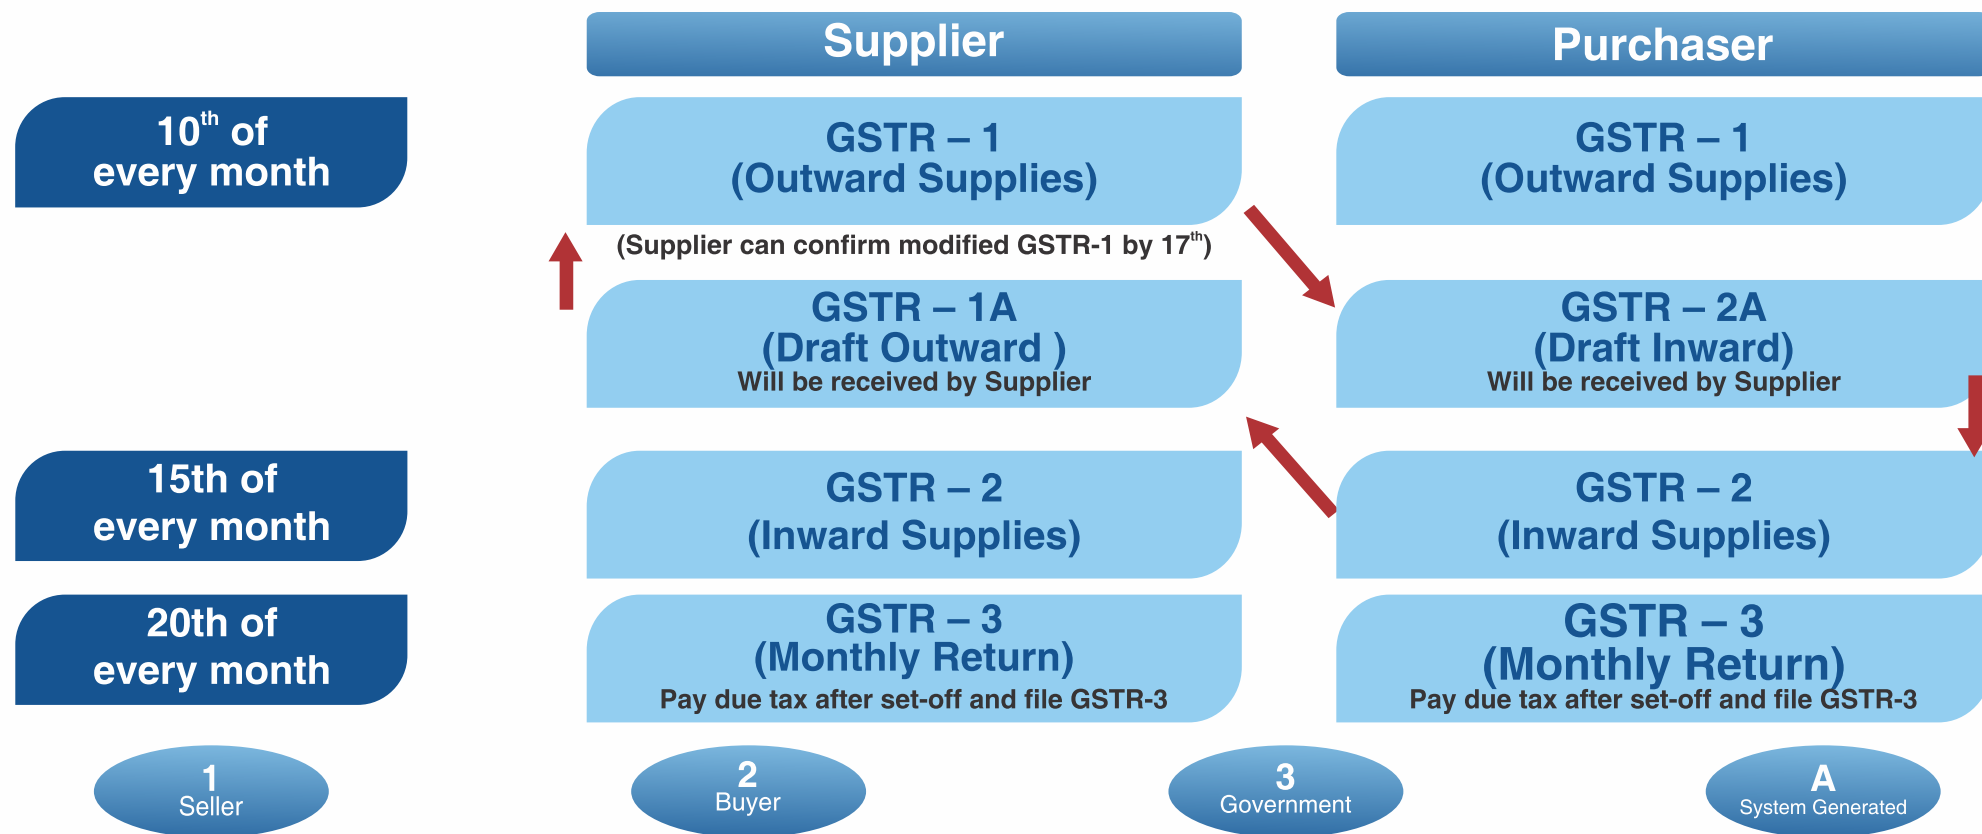 Supplier
Purchaser
10th of
every month
GSTR – 1
(Outward Supplies)
GSTR – 1
(Outward Supplies)
(Supplier can confirm modified GSTR-1 by 17th)
GSTR – 1A
(Draft Outward )
Will be received by Supplier
GSTR – 2A
(Draft Inward)
Will be received by Supplier
15th of
every month
GSTR – 2
(Inward Supplies)
GSTR – 2
(Inward Supplies)
20th of
every month
GSTR – 3
(Monthly Return)
Pay due tax after set-off and file GSTR-3
GSTR – 3
(Monthly Return)
Pay due tax after set-off and file GSTR-3
1
Seller
2
Buyer
3
Government
A
System Generated